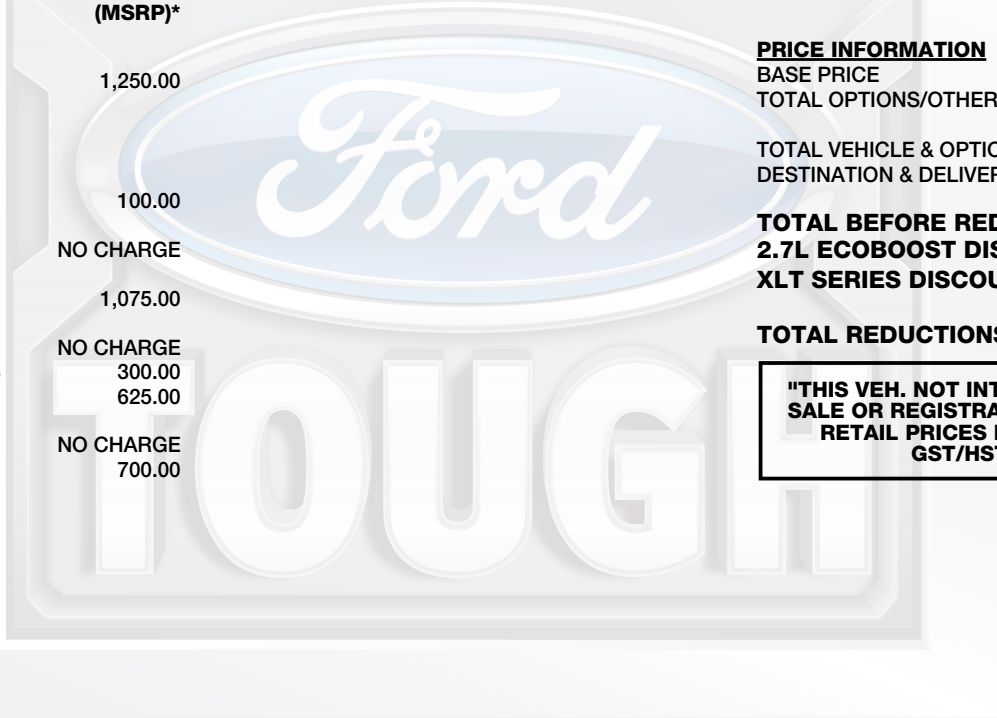 (MSRP)*
1,250.00
100.00
NO CHARGE
1,075.00
NO CHARGE
300.00
625.00
NO CHARGE
700.00
PRICE INFORMATION
BASE PRICE
TOTAL OPTIONS/OTHER
TOTAL VEHICLE & OPTIO
DESTINATION & DELIVER
TOTAL BEFORE RED
2.7L ECOBOOST DIS
XLT SERIES DISCOU
TOTAL REDUCTIONS
"THIS VEH. NOT INT
SALE OR REGISTRA
RETAIL PRICES
GST/HST
Ford
TOUGH